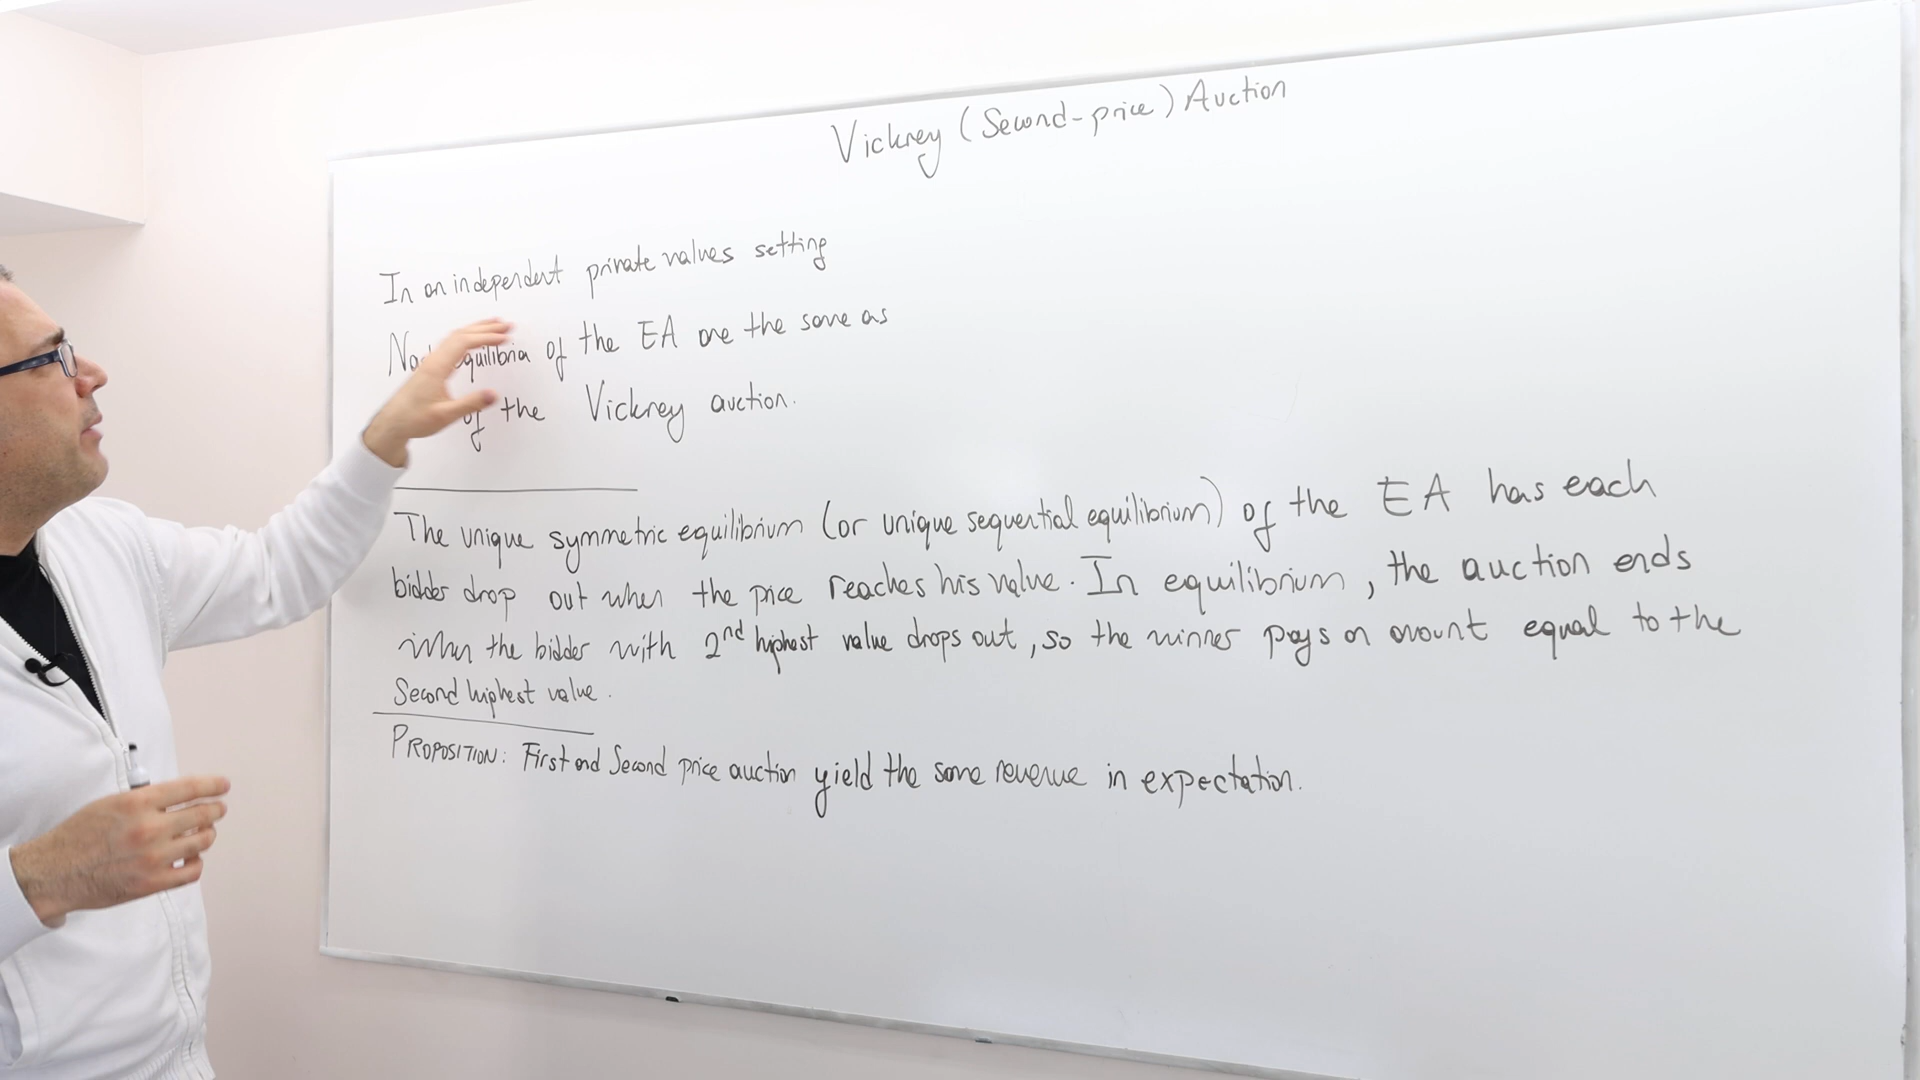 Vickrey (Second-price) Auction
In an independent private values setting
equilibria of the EA are the same as
of the Vickrey auction.
The unique symmetric equilibrium (or unique sequential equilibrium) of the EA has each
bidder drop out when the price reaches his value. In equilibrium, the auction ends
when the bidder with 2nd highest value drops out, so the winner pays an amount equal to the
Second highest value.
PROPOSITION: First and Second price auction yield the same revenue in expectation.